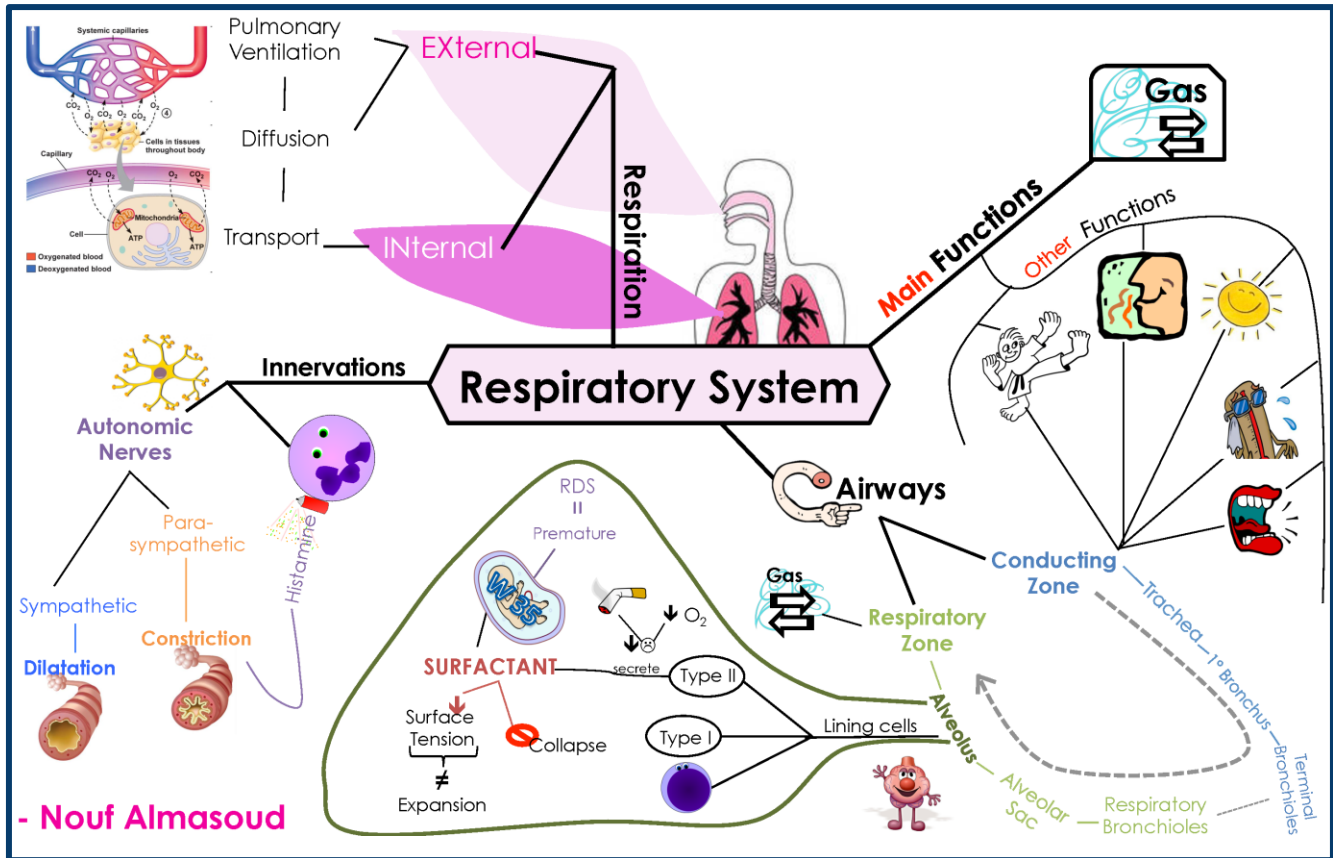 Systemic capillaries
CO2
O2
CO2
O2
CO2
O2
④
Cells in tissues
throughout body
Capillary
CO2
O2
O2
CO2
Mitochondria
ATP
ATP
Cell
Oxygenated blood
Deoxygenated blood
Pulmonary
Ventilation
Diffusion
Transport
EXternal
INternal
Respiration
Gas
Main Functions
Other Functions
Respiratory System
Innervations
Autonomic
Nerves
Para-
sympathetic
Histamine
Sympathetic
Constriction
Dilatation
RDS
=
Premature
W 35
O2
SURFACTANT
secrete
Type II
Surface
Tension
Collapse
≠
Expansion
Type I
Lining cells
Airways
Gas
Respiratory
Zone
Conducting
Zone
Trachea
1° Bronchus
Terminal
Bronchioles
Respiratory
Bronchioles
Alveolar
Sac
Alveolus
- Nouf Almasoud